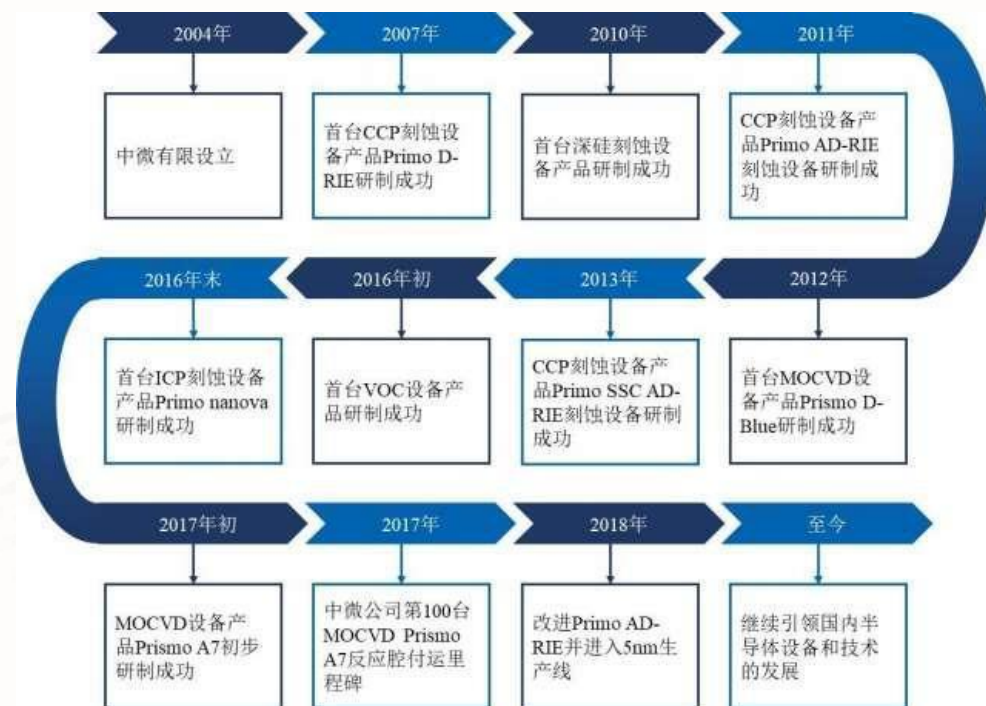 2004年
2007年
2010年
2011年
中微有限设立
首台CCP刻蚀设
备产品Primo D-
RIE研制成功
首台深硅刻蚀设
备产品研制成功
CCP刻蚀设备产
品Primo AD-RIE
刻蚀设备研制成
功
2012年
2013年
2016年初
2016年末
首台MOCVD设
备产品Prismo D-
Blue研制成功
CCP刻蚀设备产
品Primo SSC AD-
RIE刻蚀设备研制
成功
首台VOC设备产
品研制成功
首台ICP刻蚀设备
产品Primo nanova
研制成功
2017年初
2017年
2018年
至今
MOCVD设备产
品Prismo A7初步
研制成功
中微公司第100台
MOCVD Prismo
A7反应腔付运里
程碑
改进Primo AD-
RIE并进入5nm生
产线
继续引领国内半
导体设备和技术
的发展